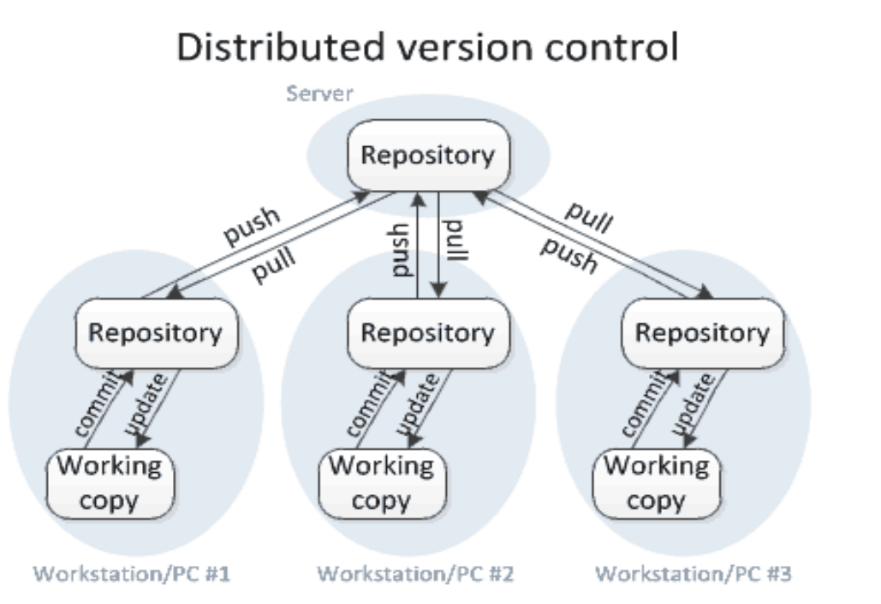 Distributed version control
Server
Repository
push
pull
push
pull
pull
push
Repository
Repository
Repository
commit
update
commit
update
commit
update
Working
copy
Working
copy
Working
copy
Workstation/PC #1
Workstation/PC #2
Workstation/PC #3